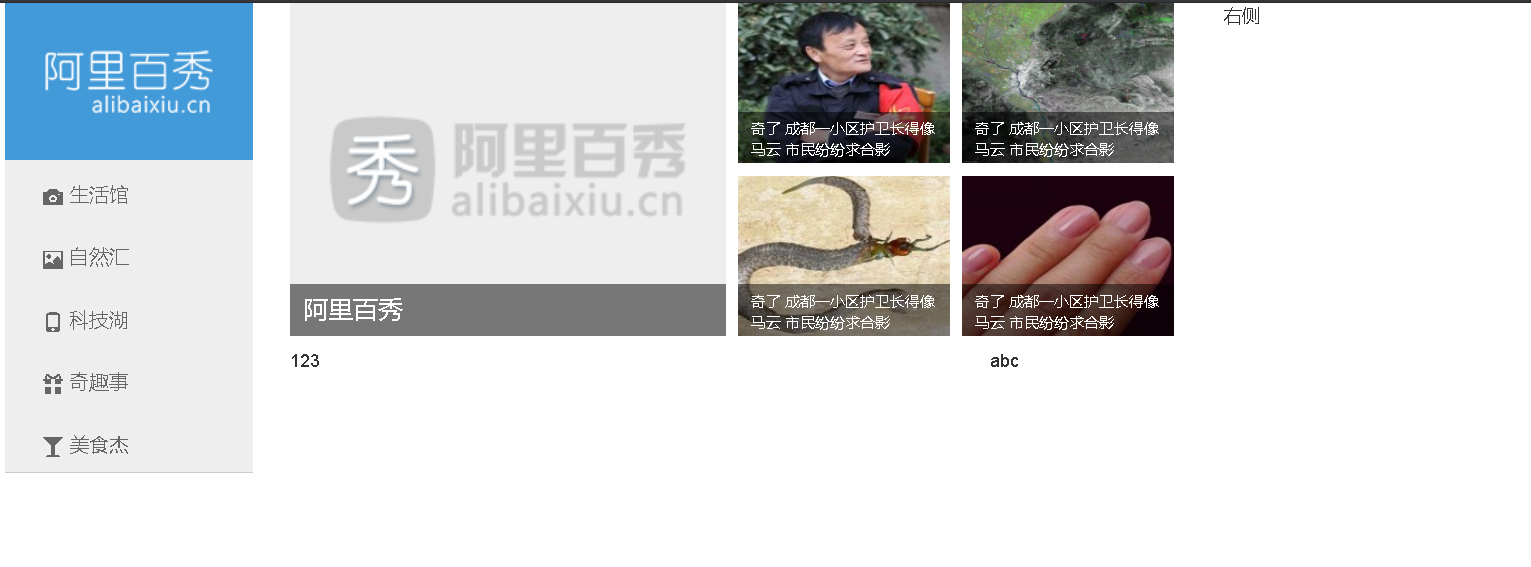 阿里百秀
alibaixiu.cn
生活馆
自然汇
科技湖
奇趣事
美食杰
秀
阿里百秀
alibaixiu.cn
阿里百秀
奇了 成都一小区护卫长得像
马云 市民纷纷求合影
奇了 成都一小区护卫长得像
马云 市民纷纷求合影
奇了 成都一小区护卫长得像
马云 市民纷纷求合影
奇了 成都一小区护卫长得像
马云 市民纷纷求合影
123
abc
右侧